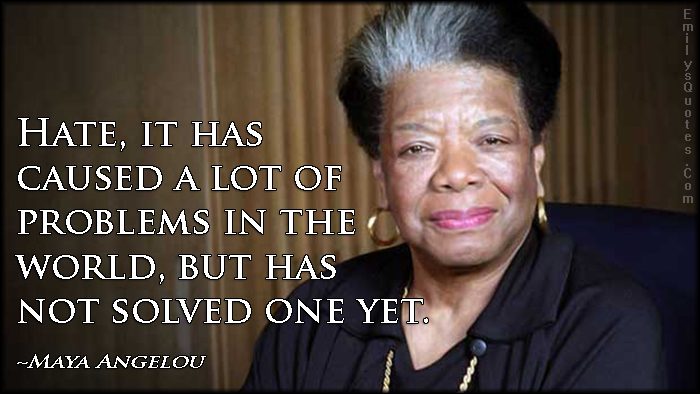 Hate, it has
caused a lot of
problems in the
world, but has
not solved one yet.
~Maya Angelou
EmilysQuotes.Com